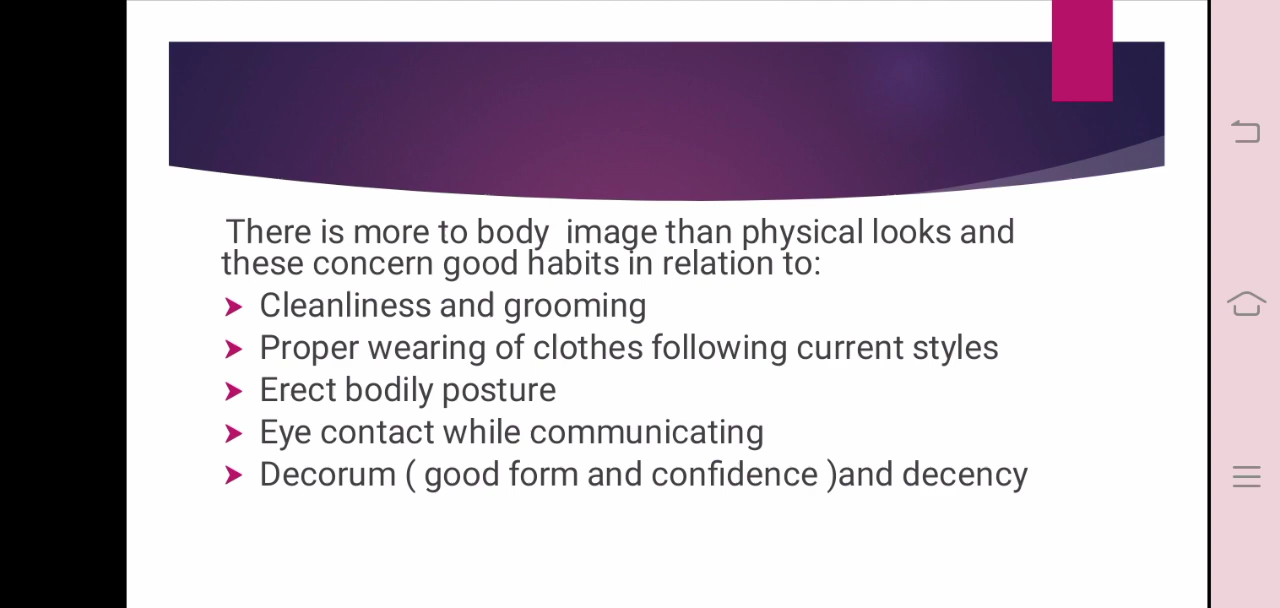 There is more to body  image than physical looks and
these concern good habits in relation to:
➤ Cleanliness and grooming
➤ Proper wearing of clothes following current styles
➤ Erect bodily posture
➤ Eye contact while communicating
➤ Decorum ( good form and confidence )and decency